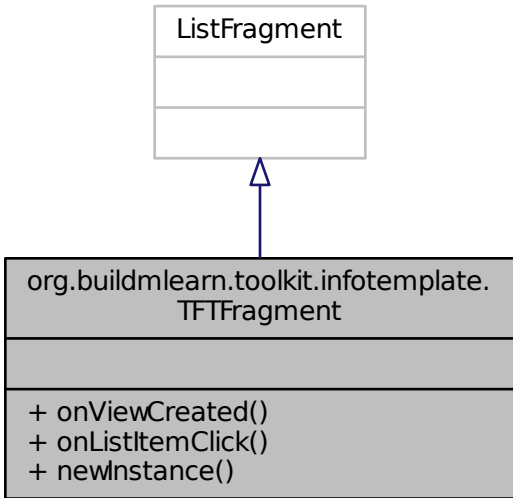 ListFragment
org.buildmlearn.toolkit.infotemplate.
TFTFragment
+ onViewCreated()
+ onListItemClick()
+ newInstance()